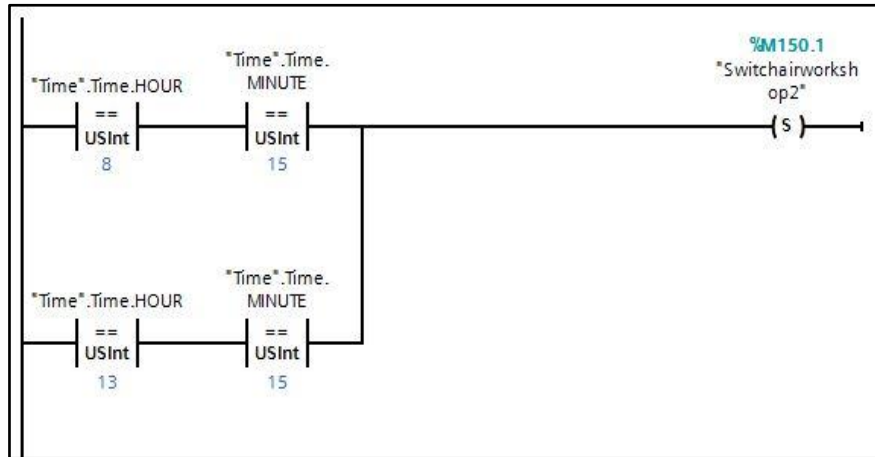 %M150.1
"Switchairworksh
op2"
"Time".Time.HOUR
"Time".Time.
MINUTE
==
USInt
8
==
USInt
15
( S )
"Time".Time.HOUR
"Time".Time.
MINUTE
==
USInt
13
==
USInt
15